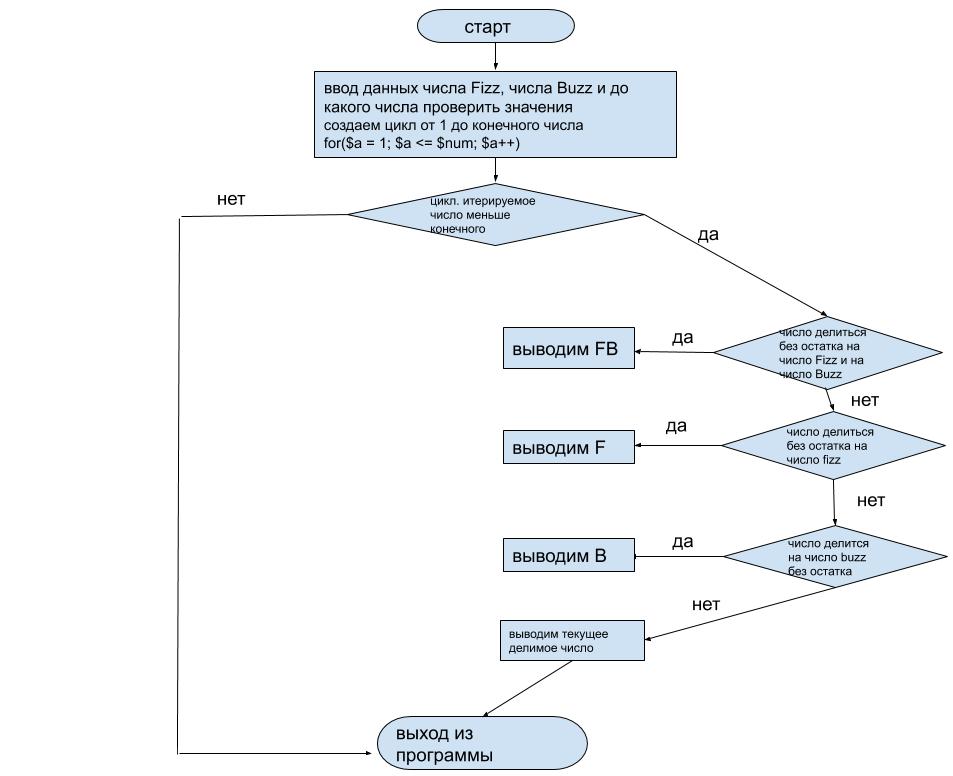 старт
ввод данных числа Fizz, числа Buzz и до
какого числа проверить значения
создаем цикл от 1 до конечного числа
for($a = 1; $a <= $num; $a++)
нет
цикл. итерируемое
число меньше
конечного
да
число делиться
без остатка на
число Fizz и на
число Buzz
да
выводим FB
нет
число делиться
без остатка на
число fizz
да
выводим F
нет
число делится
на число buzz
без остатка
да
выводим B
нет
выводим текущее
делимое число
выход из
программы